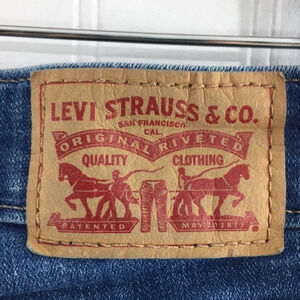 LEVI STRAUSS & CO.
SAN FRANCISCO
CAL.
ORIGINAL RIVETED
QUALITY CLOTHING
PATENTED MAY 20 1873